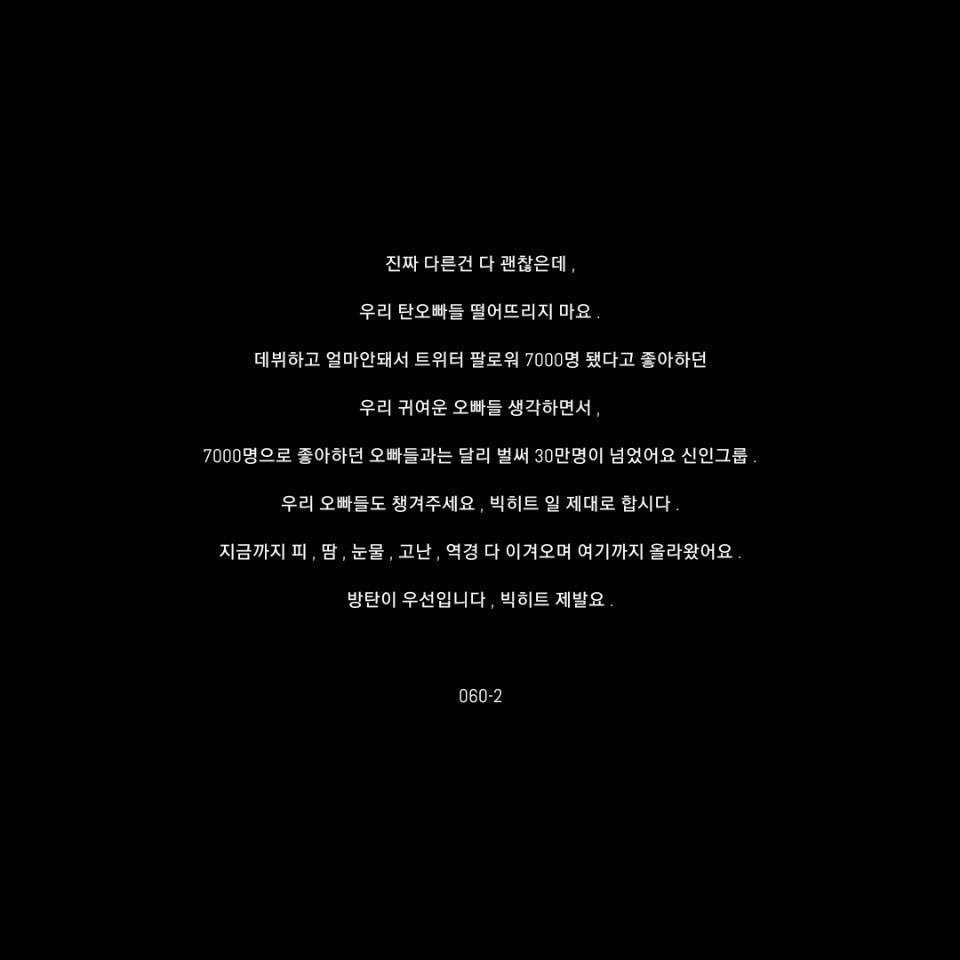 진짜 다른건 다 괜찮은데 ,
우리 탄오빠들 떨어뜨리지 마요 .
데뷔하고 얼마안돼서 트위터 팔로워 7000명 됐다고 좋아하던
우리 귀여운 오빠들 생각하면서 ,
7000명으로 좋아하던 오빠들과는 달리 벌써 30만명이 넘었어요 신인그룹 .
우리 오빠들도 챙겨주세요 , 빅히트 일 제대로 합시다 .
지금까지 피 , 땀 , 눈물 , 고난 , 역경 다 이겨오며 여기까지 올라왔어요 .
방탄이 우선입니다 , 빅히트 제발요 .
060-2